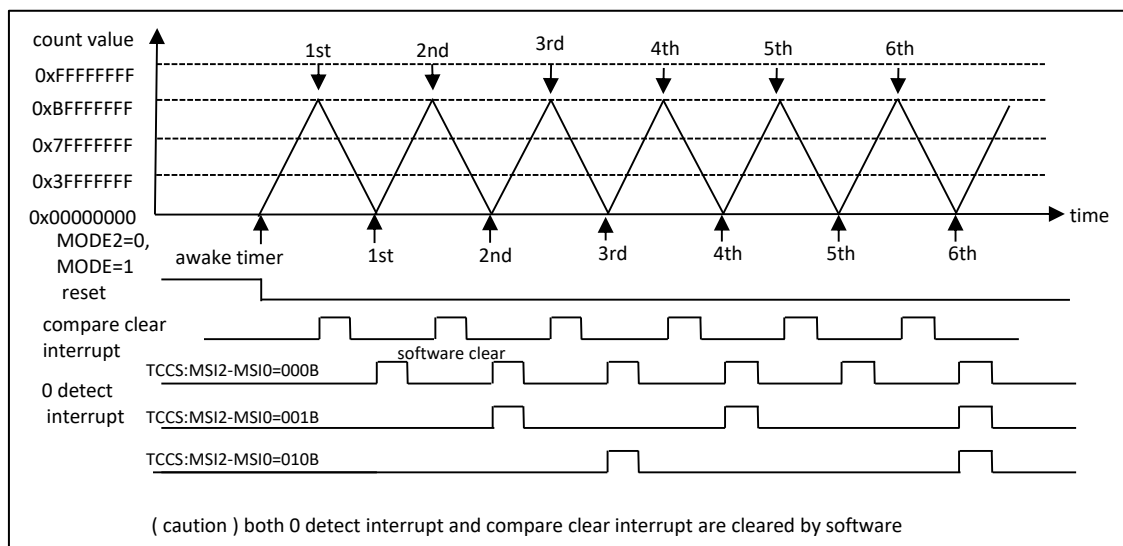 count value
1st 2nd 3rd 4th 5th 6th
0xFFFFFFFF
0xBFFFFFFF
0x7FFFFFFF
0x3FFFFFFF
0x00000000
time
MODE2=0,
MODE=1
awake timer
1st 2nd 3rd 4th 5th 6th
reset
compare clear
interrupt
software clear
TCCS:MSI2-MSI0=000B
0 detect
interrupt
TCCS:MSI2-MSI0=001B
TCCS:MSI2-MSI0=010B
( caution ) both 0 detect interrupt and compare clear interrupt are cleared by software